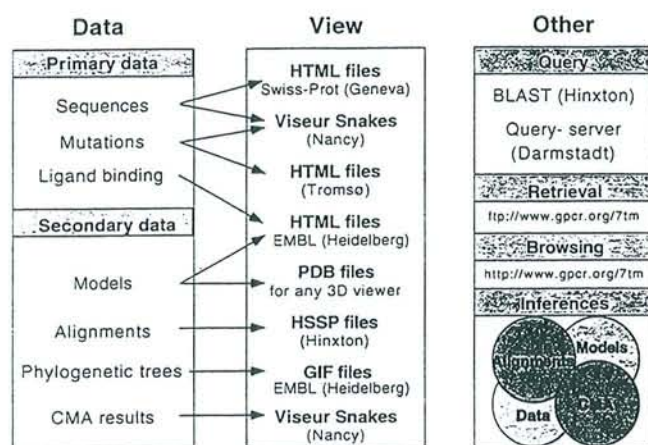 Data
Primary data
Sequences
Mutations
Ligand binding
Secondary data
Models
Alignments
Phylogenetic trees
CMA results
View
HTML files
Swiss-Prot (Geneva)
Viseur Snakes
(Nancy)
HTML files
(Tromsø)
HTML files
EMBL (Heidelberg)
PDB files
for any 3D viewer
HSSP files
(Hinxton)
GIF files
EMBL (Heidelberg)
Viseur Snakes
(Nancy)
Other
Query
BLAST (Hinxton)
Query- server
(Darmstadt)
Retrieval
ftp://www.gpcr.org/7tm
Browsing
http://www.gpcr.org/7tm
Inferences
Alignments
Models
Data
CMA